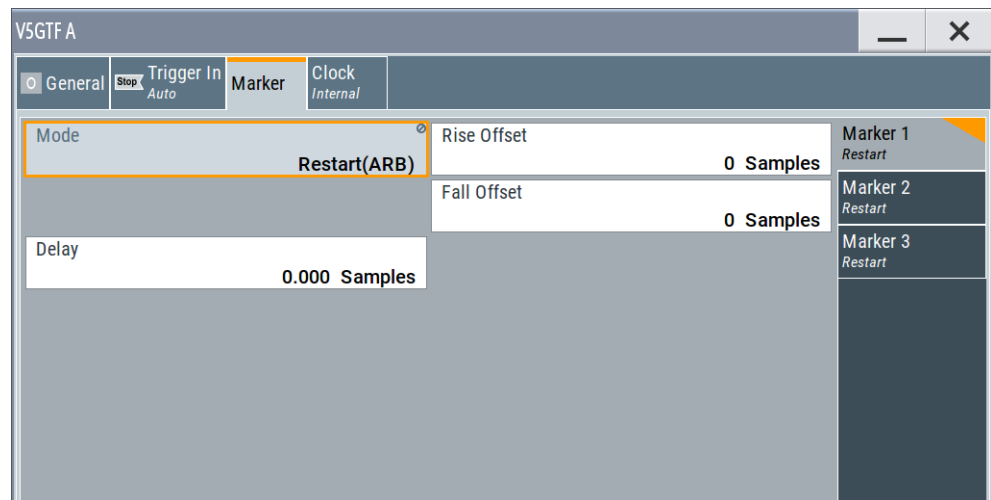 V5GTF A
General
Stop
Trigger In
Auto
Marker
Clock
Internal
Mode
Restart(ARB)
Rise Offset
0 Samples
Fall Offset
0 Samples
Delay
0.000 Samples
Marker 1
Restart
Marker 2
Restart
Marker 3
Restart